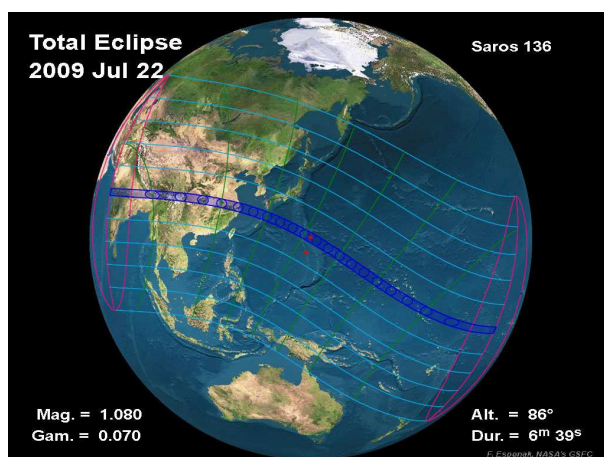 Total Eclipse
2009 Jul 22
Saros 136
Mag. = 1.080
Gam. = 0.070
Alt. = 86°
Dur. = 6ᵐ 39ˢ
F. Espenak, NASA's GSFC